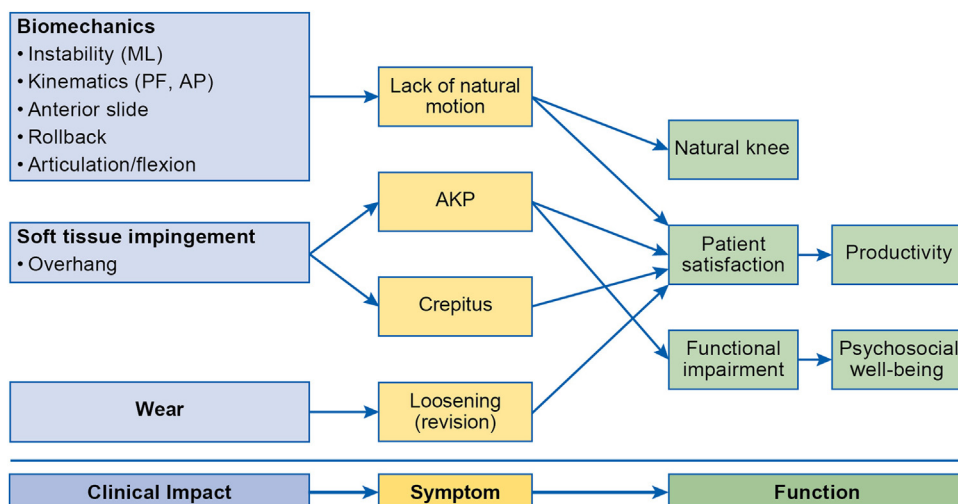 Biomechanics
• Instability (ML)
• Kinematics (PF, AP)
• Anterior slide
• Rollback
• Articulation/flexion
Lack of natural
motion
Natural knee
AKP
Soft tissue impingement
• Overhang
Patient
satisfaction
Productivity
Crepitus
Functional
impairment
Psychosocial
well-being
Wear
Loosening
(revision)
Clinical Impact
Symptom
Function